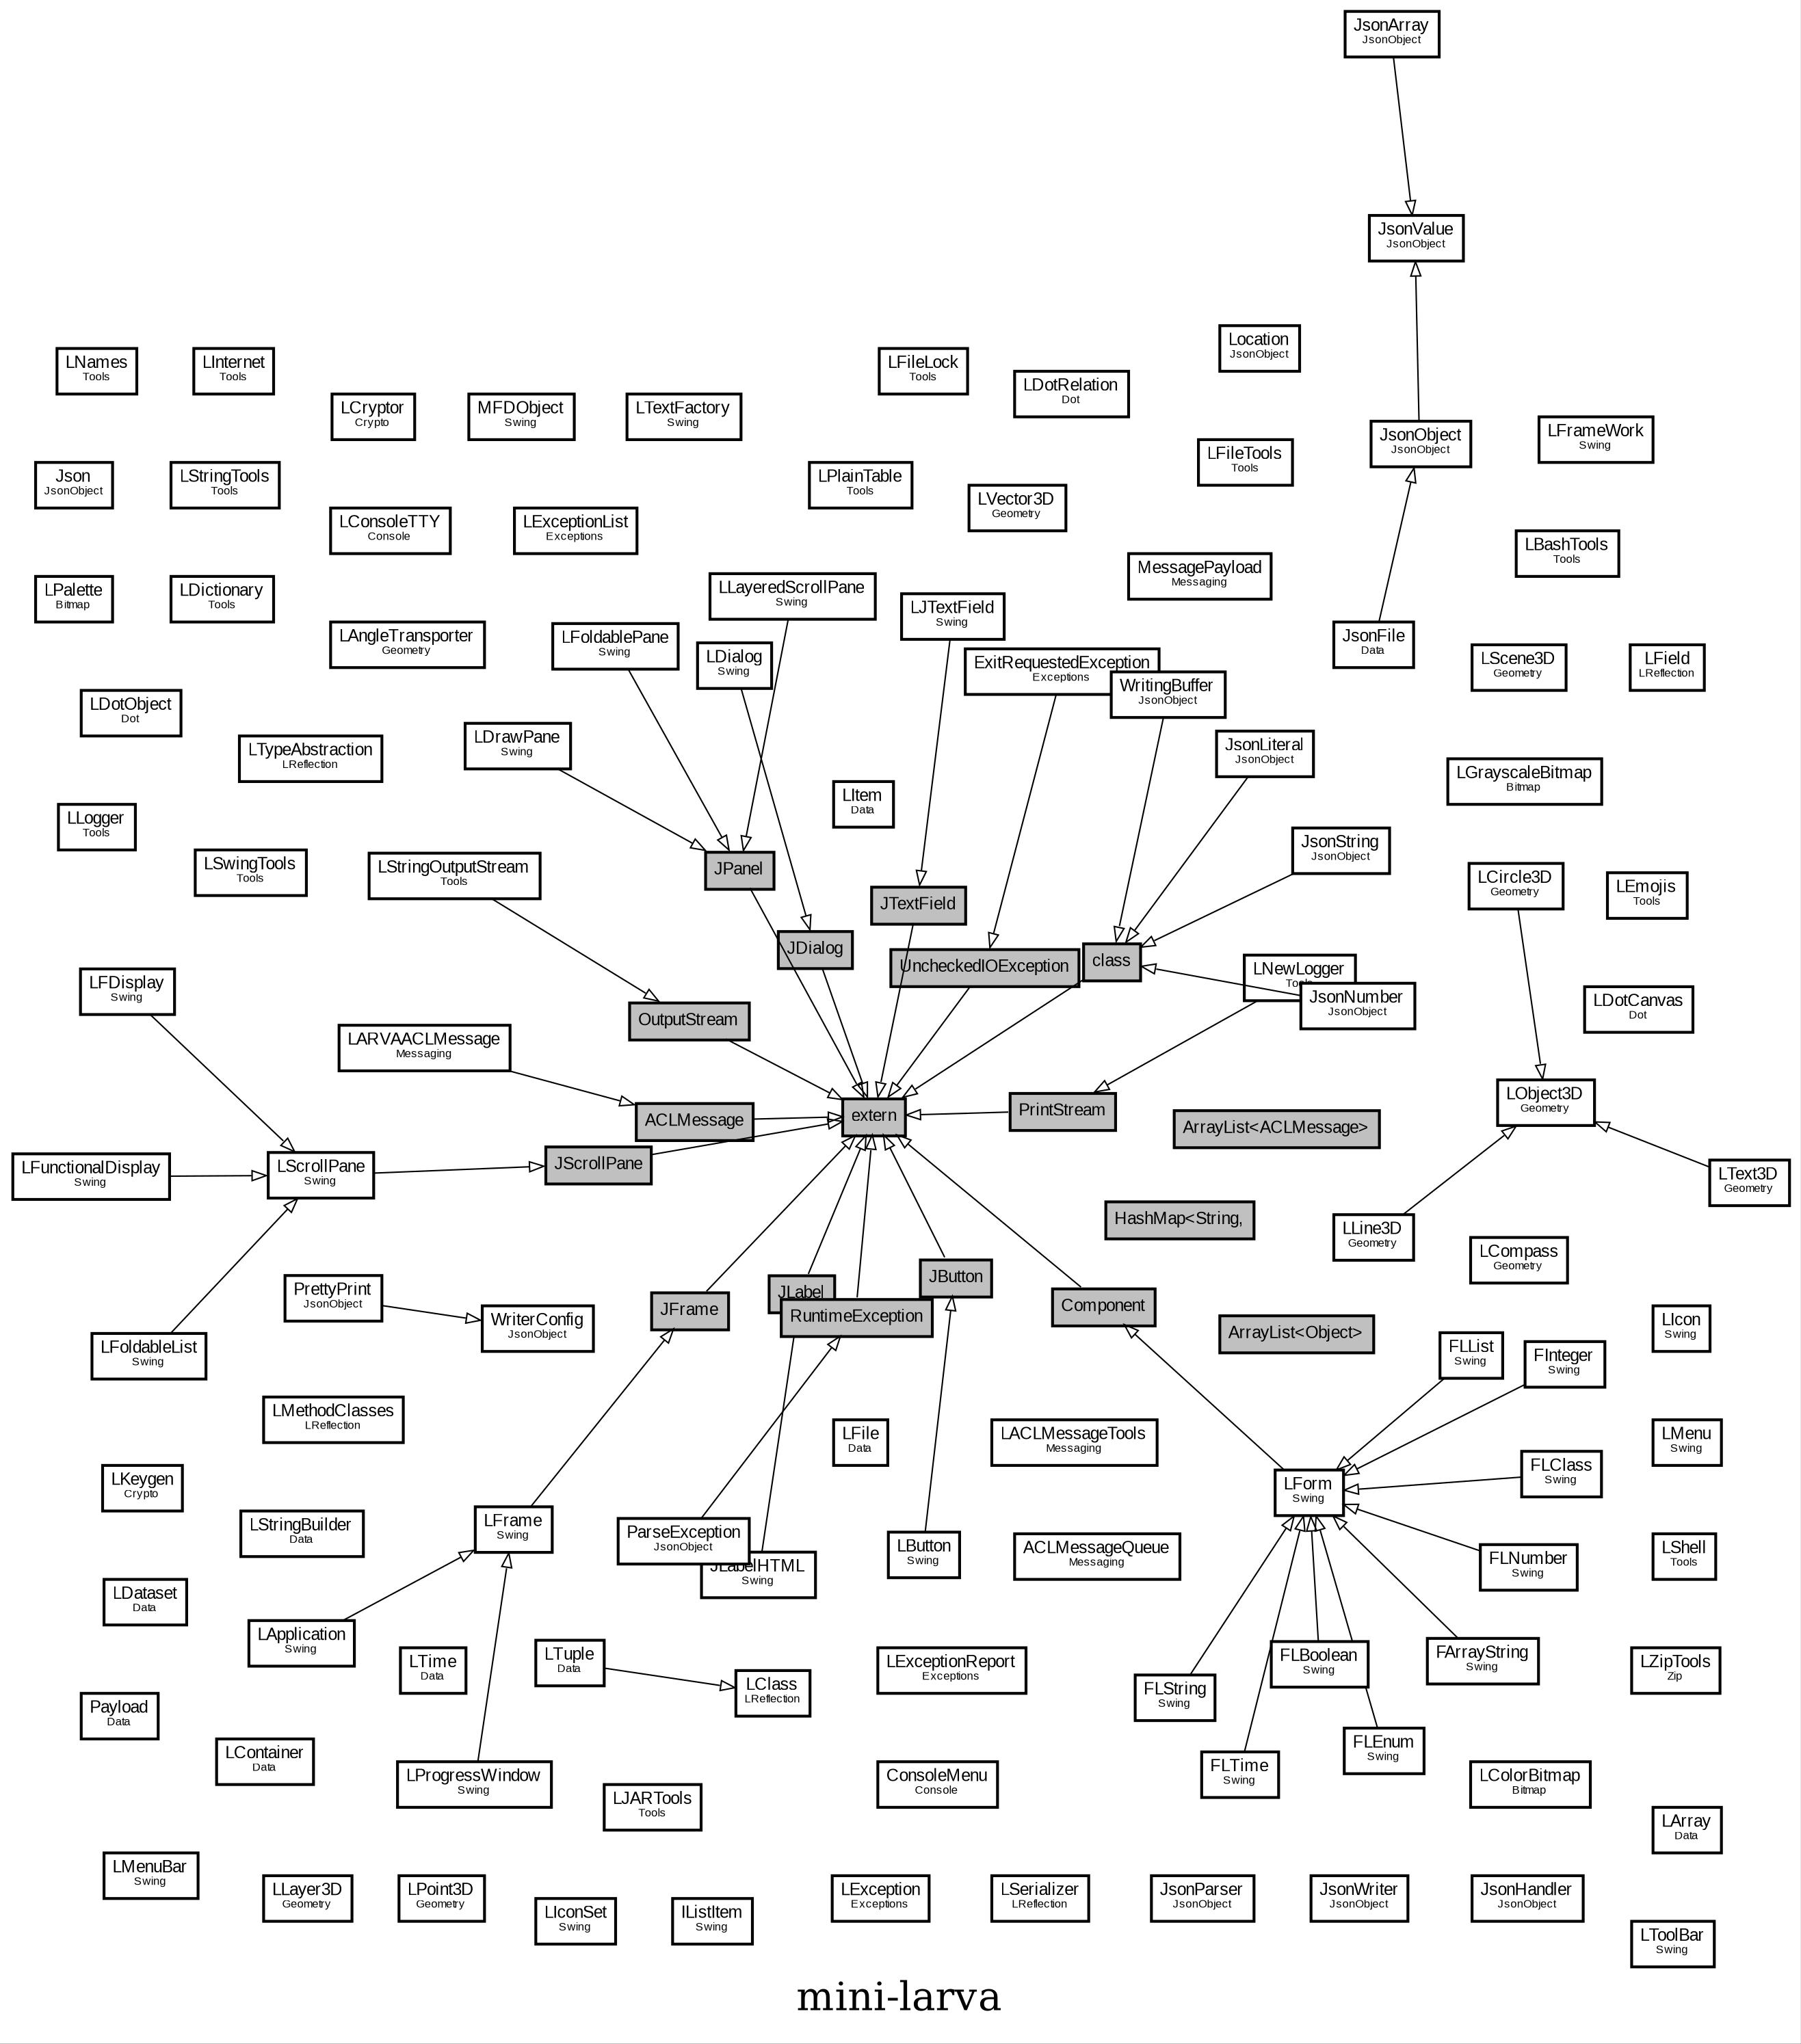 JsonArray
JsonObject
JsonValue
JsonObject
Location
JsonObject
LNames
Tools
LInternet
Tools
LFileLock
Tools
LDotRelation
Dot
LCryptor
Crypto
MFDObject
Swing
LTextFactory
Swing
JsonObject
JsonObject
LFrameWork
Swing
LFileTools
Tools
Json
JsonObject
LStringTools
Tools
LPlainTable
Tools
LVector3D
Geometry
LConsoleTTY
Console
LExceptionList
Exceptions
LBashTools
Tools
MessagePayload
Messaging
LPalette
Bitmap
LDictionary
Tools
LLayeredScrollPane
Swing
LJTextField
Swing
LAngleTransporter
Geometry
LFoldablePane
Swing
JsonFile
Data
LDialog
Swing
ExitRequestedException
Exceptions
LScene3D
Geometry
LField
LReflection
WritingBuffer
JsonObject
LDotObject
Dot
LDrawPane
Swing
LTypeAbstraction
LReflection
JsonLiteral
JsonObject
LGrayscaleBitmap
Bitmap
LItem
Data
LLogger
Tools
JsonString
JsonObject
LSwingTools
Tools
LStringOutputStream
Tools
JPanel
LCircle3D
Geometry
LEmojis
Tools
JTextField
JDialog
UncheckedIOException
class
LFDisplay
Swing
LNewLogger
Tools
JsonNumber
JsonObject
LDotCanvas
Dot
OutputStream
LARVAACLMessage
Messaging
LObject3D
Geometry
ACLMessage
extern
PrintStream
ArrayList<ACLMessage>
LFunctionalDisplay
Swing
LScrollPane
Swing
JScrollPane
LText3D
Geometry
HashMap<String,
LLine3D
Geometry
LCompass
Geometry
PrettyPrint
JsonObject
JLabel
JButton
WriterConfig
JsonObject
JFrame
RuntimeException
Component
ArrayList<Object>
LIcon
Swing
LFoldableList
Swing
FLList
Swing
FInteger
Swing
LMethodClasses
LReflection
LFile
Data
LACLMessageTools
Messaging
LMenu
Swing
LKeygen
Crypto
LForm
Swing
FLClass
Swing
LStringBuilder
Data
LFrame
Swing
ParseException
JsonObject
JLabelHTML
Swing
LButton
Swing
ACLMessageQueue
Messaging
FLNumber
Swing
LShell
Tools
LDataset
Data
LApplication
Swing
LTime
Data
LTuple
Data
LClass
LReflection
LExceptionReport
Exceptions
FLString
Swing
FLBoolean
Swing
FArrayString
Swing
LZipTools
Zip
Payload
Data
LContainer
Data
LProgressWindow
Swing
LJARTools
Tools
ConsoleMenu
Console
FLTime
Swing
FLEnum
Swing
LColorBitmap
Bitmap
LArray
Data
LMenuBar
Swing
LLayer3D
Geometry
LPoint3D
Geometry
LIconSet
Swing
IListItem
Swing
LException
Exceptions
LSerializer
LReflection
JsonParser
JsonObject
JsonWriter
JsonObject
JsonHandler
JsonObject
LToolBar
Swing
mini-larva